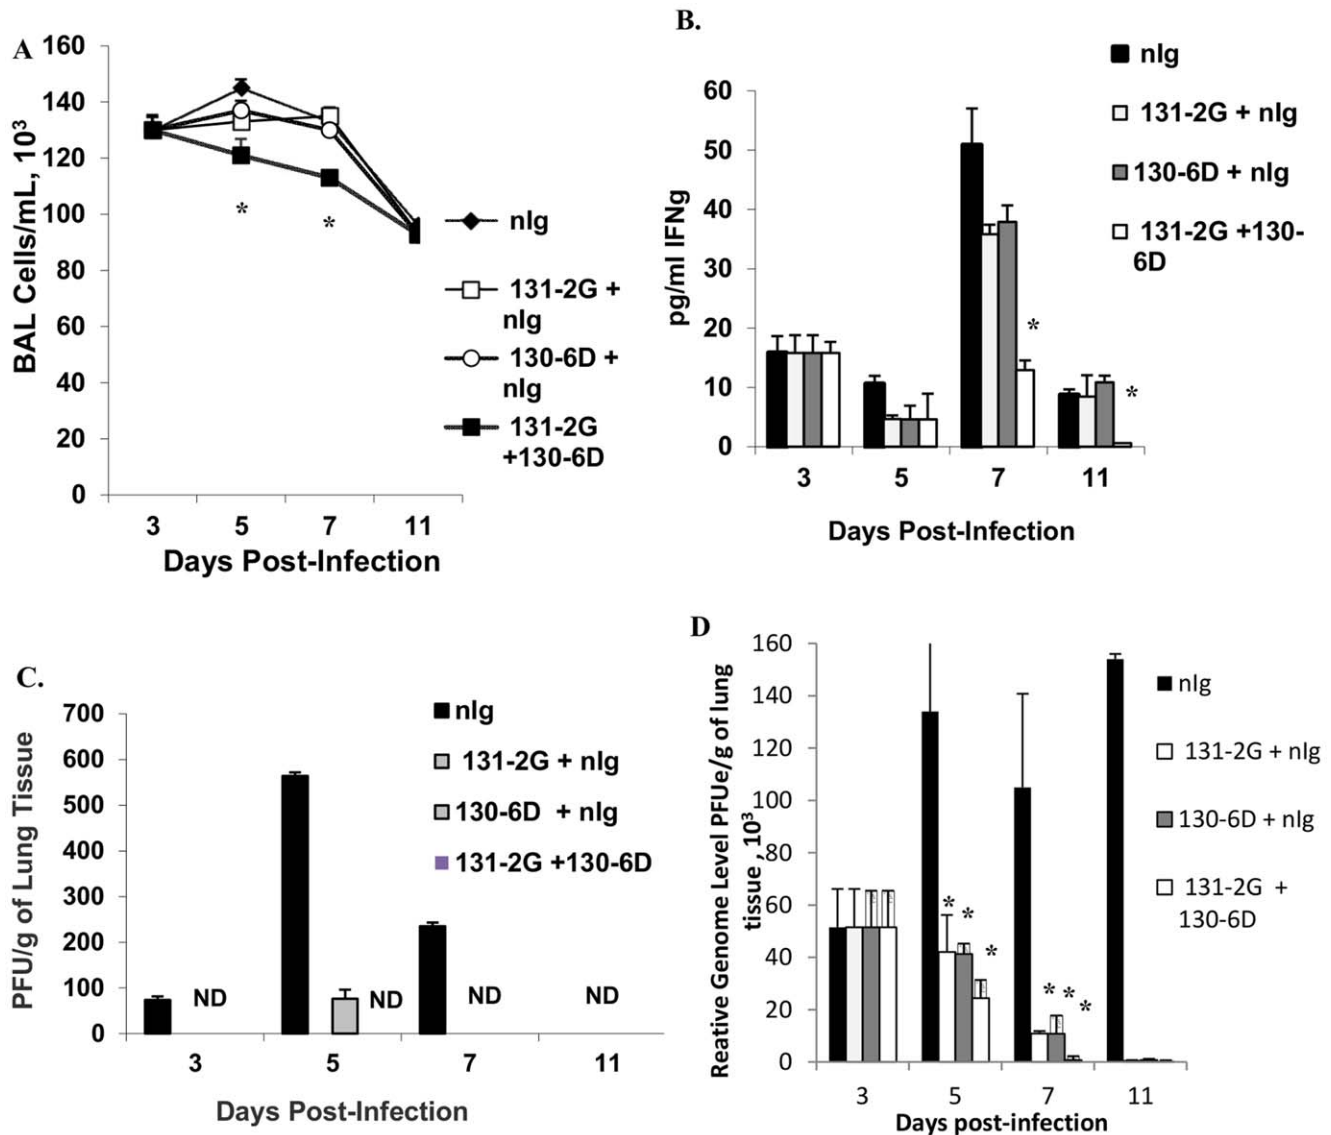 A
160
140
120
100
80
60
40
20
0
BAL Cells/mL, 10³
* *
3 5 7 11
Days Post-Infection
nIg
131-2G +
nIg
130-6D +
nIg
131-2G
+130-6D
B.
60
50
40
30
20
10
0
pg/ml IFNg
*
*
3 5 7 11
Days Post-Infection
nIg
131-2G + nIg
130-6D + nIg
131-2G +130-
6D
C.
700
600
500
400
300
200
100
0
PFU/g of Lung Tissue
ND ND ND ND
3 5 7 11
Days Post-Infection
nIg
131-2G + nIg
130-6D + nIg
131-2G +130-6D
D
160
140
120
100
80
60
40
20
0
Reative Genome Level PFUe/g of lung
tissue , 10³
* * *
* * *
3 5 7 11
Days post-infection
nIg
131-2G + nIg
130-6D + nIg
131-2G +
130-6D